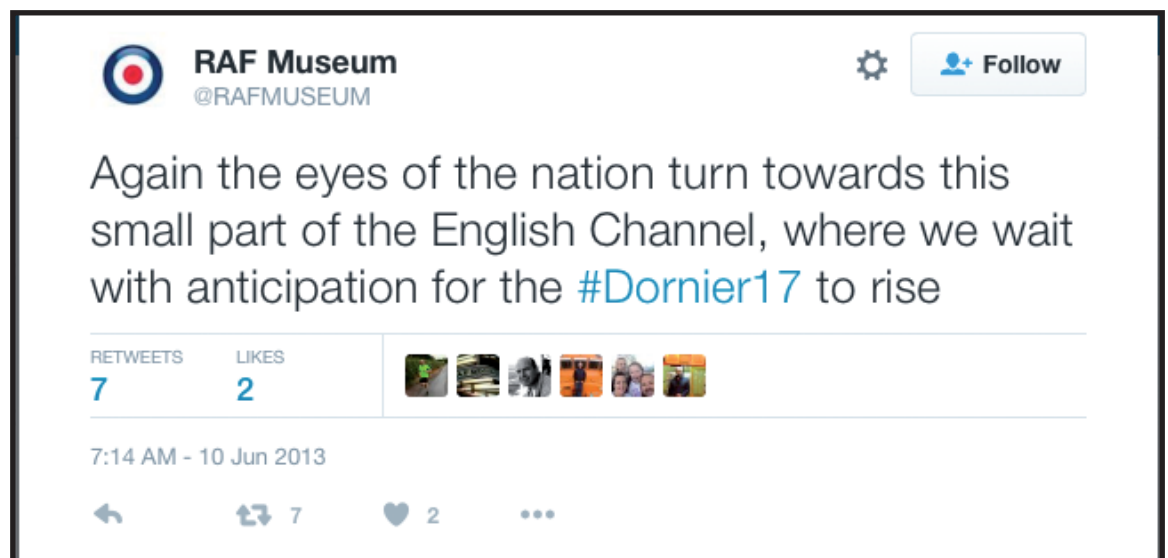 RAF Museum
@RAFMUSEUM
Follow
Again the eyes of the nation turn towards this
small part of the English Channel, where we wait
with anticipation for the #Dornier17 to rise
RETWEETS LIKES
7 2
7:14 AM - 10 Jun 2013
7 2